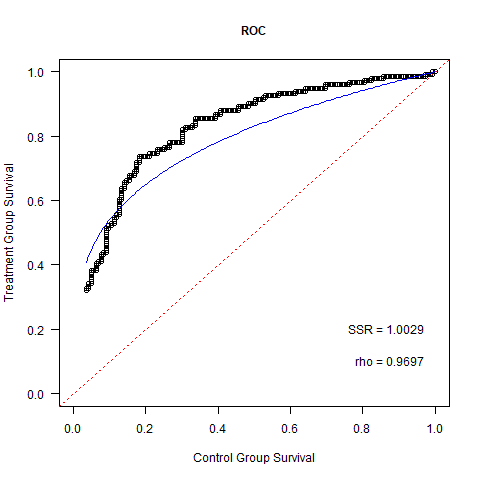 ROC
Treatment Group Survival
1.0
0.8
0.6
0.4
0.2
0.0
SSR = 1.0029
rho = 0.9697
0.0 0.2 0.4 0.6 0.8 1.0
Control Group Survival